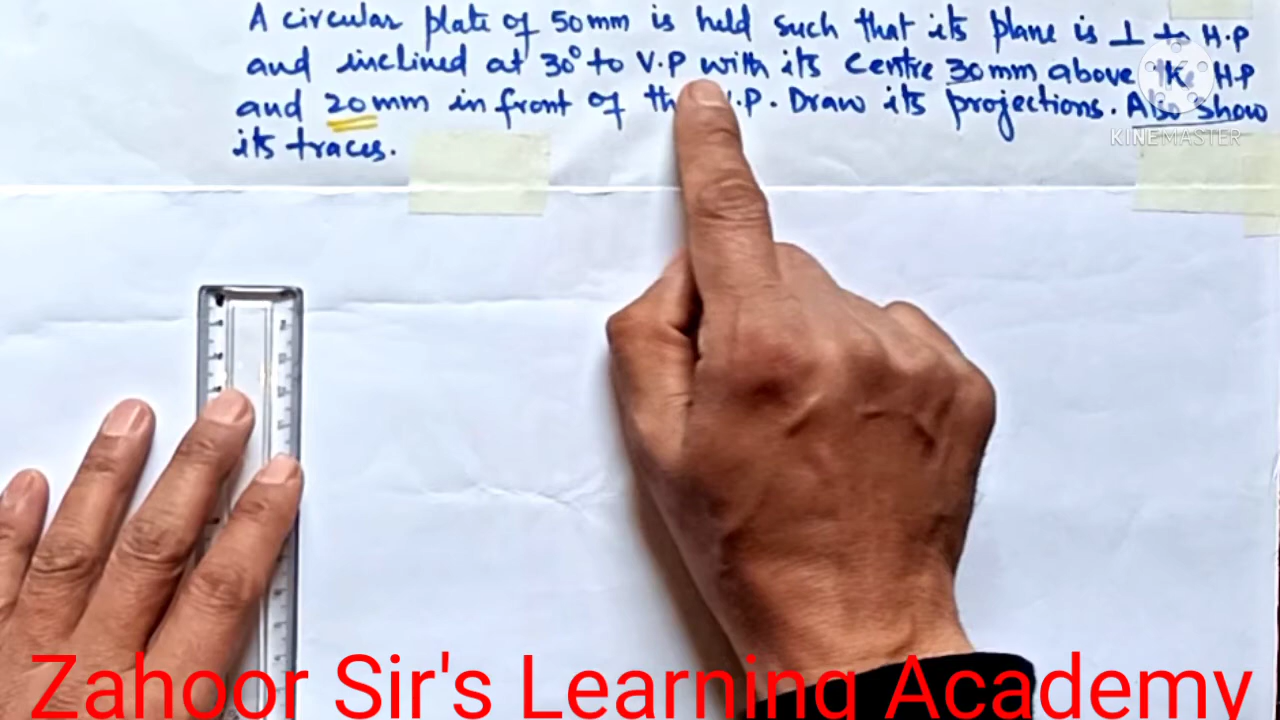 A circular plate of 50mm is held such that its plane is ⊥ to H.P
and inclined at 30° to V.P with its centre 30mm above H.P
and 20mm in front of V.P. Draw its projections. Also show
its traces.
KINEMASTER
Zahoor Sir's Learning Academy